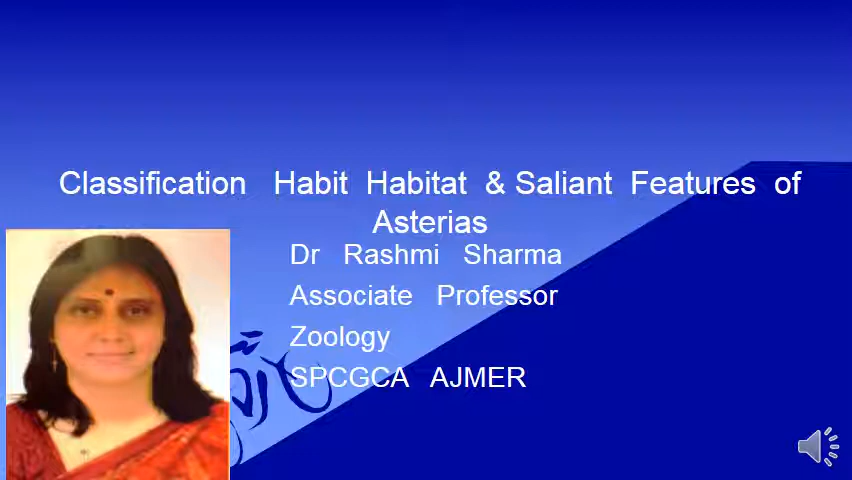 Classification Habit Habitat & Saliant Features of
Asterias
Dr Rashmi Sharma
Associate Professor
Zoology
SPCGCA AJMER